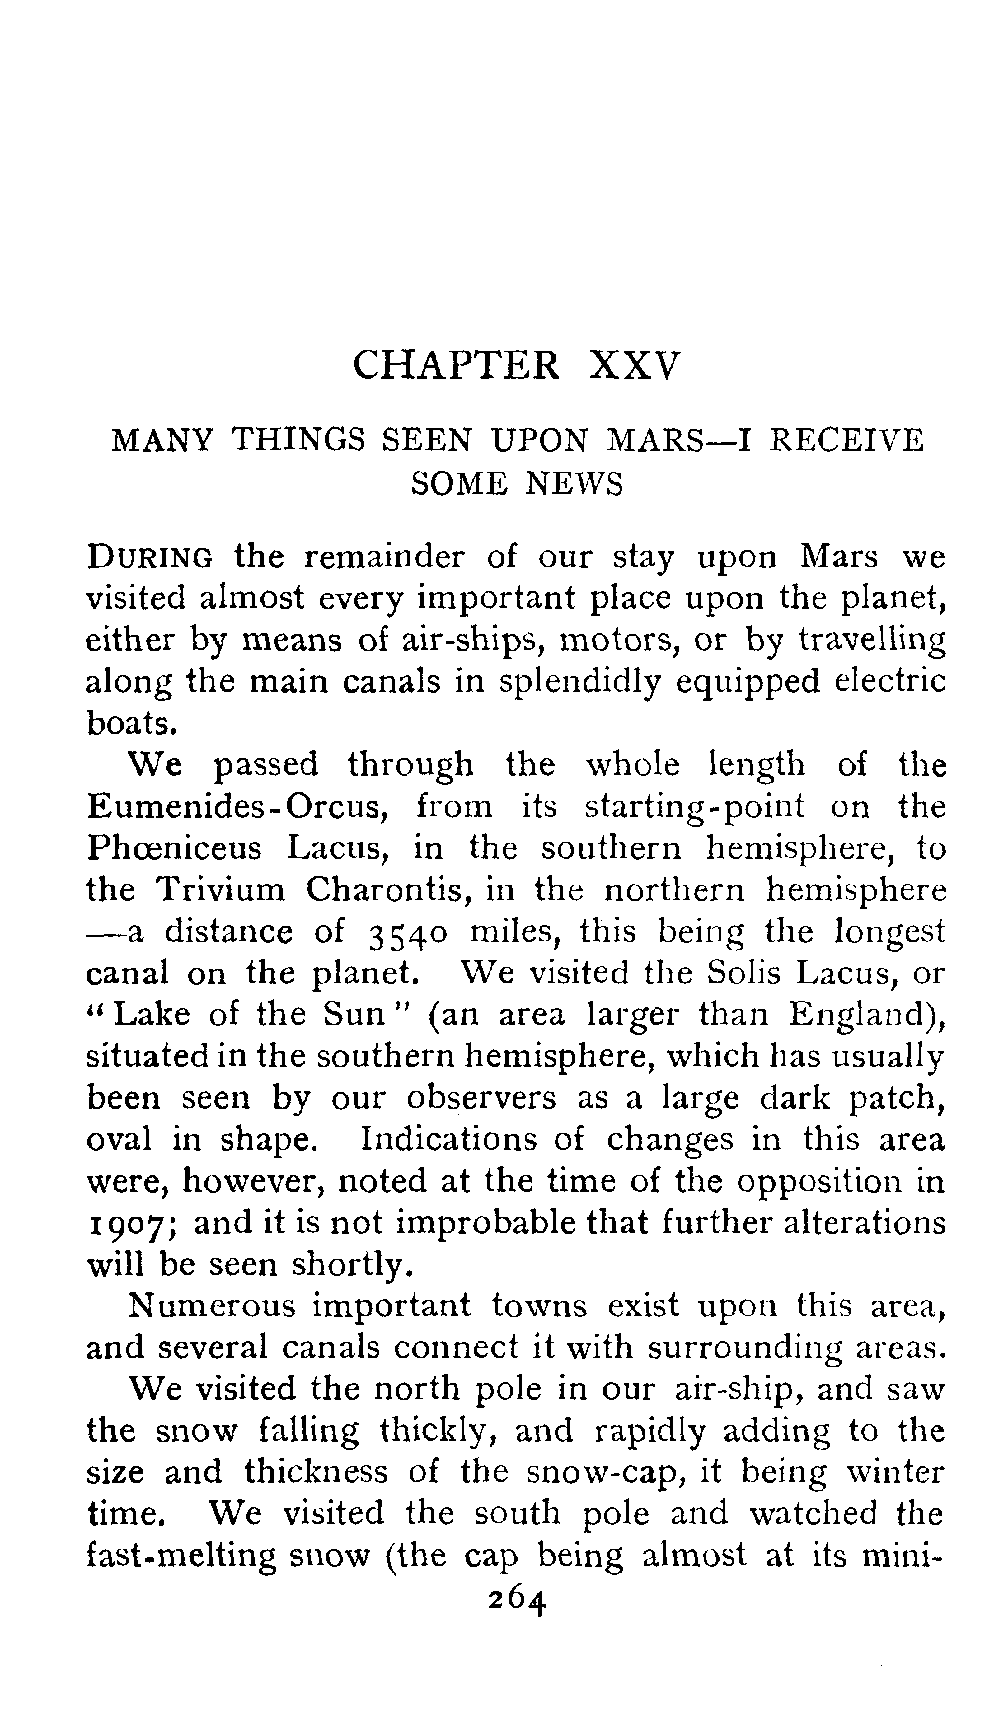 CHAPTER XXV
MANY THINGS SEEN UPON MARS—I RECEIVE
SOME NEWS
DURING the remainder of our stay upon Mars we
visited almost every important place upon the planet,
either by means of air-ships, motors, or by travelling
along the main canals in splendidly equipped electric
boats.
We passed through the whole length of the
Eumenides-Orcus, from its starting-point on the
Phœniceus Lacus, in the southern hemisphere, to
the Trivium Charontis, in the northern hemisphere
—a distance of 3540 miles, this being the longest
canal on the planet. We visited the Solis Lacus, or
“Lake of the Sun” (an area larger than England),
situated in the southern hemisphere, which has usually
been seen by our observers as a large dark patch,
oval in shape. Indications of changes in this area
were, however, noted at the time of the opposition in
1907; and it is not improbable that further alterations
will be seen shortly.
Numerous important towns exist upon this area,
and several canals connect it with surrounding areas.
We visited the north pole in our air-ship, and saw
the snow falling thickly, and rapidly adding to the
size and thickness of the snow-cap, it being winter
time. We visited the south pole and watched the
fast-melting snow (the cap being almost at its mini-
264